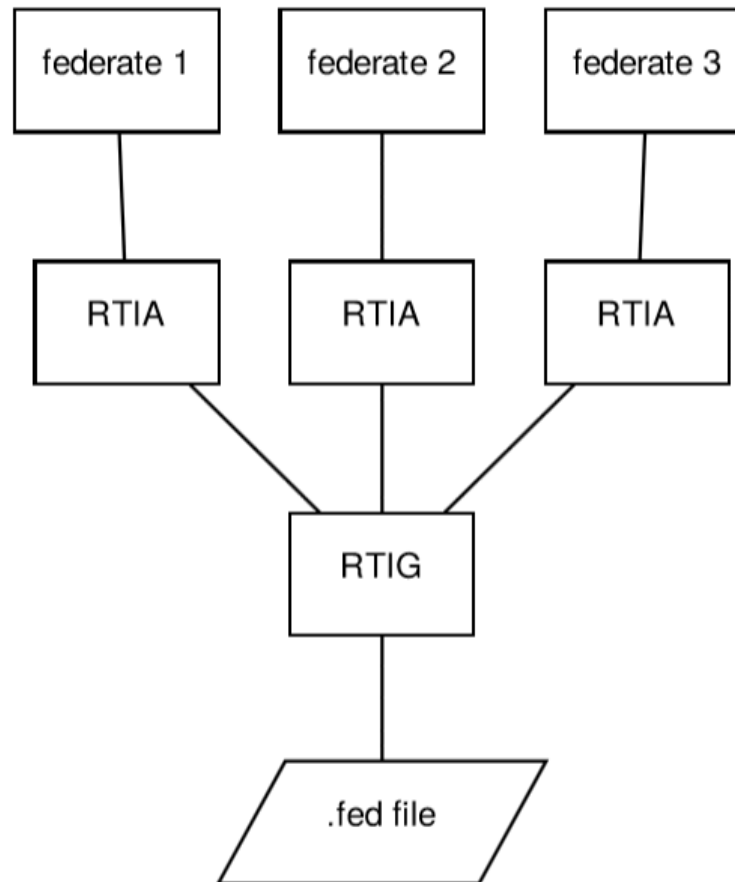 federate 1
federate 2
federate 3
RTIA
RTIA
RTIA
RTIG
.fed file